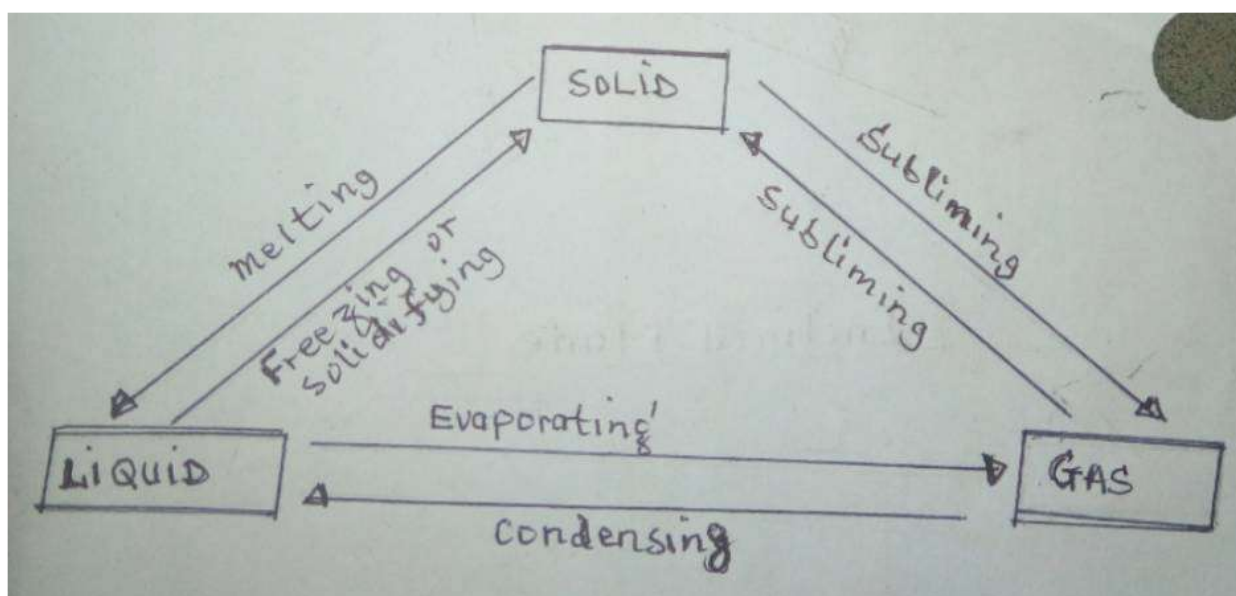 SOLID
Subliming
Subliming
melting
Freezing or
solidifying
Evaporating
LIQUID
GAS
condensing